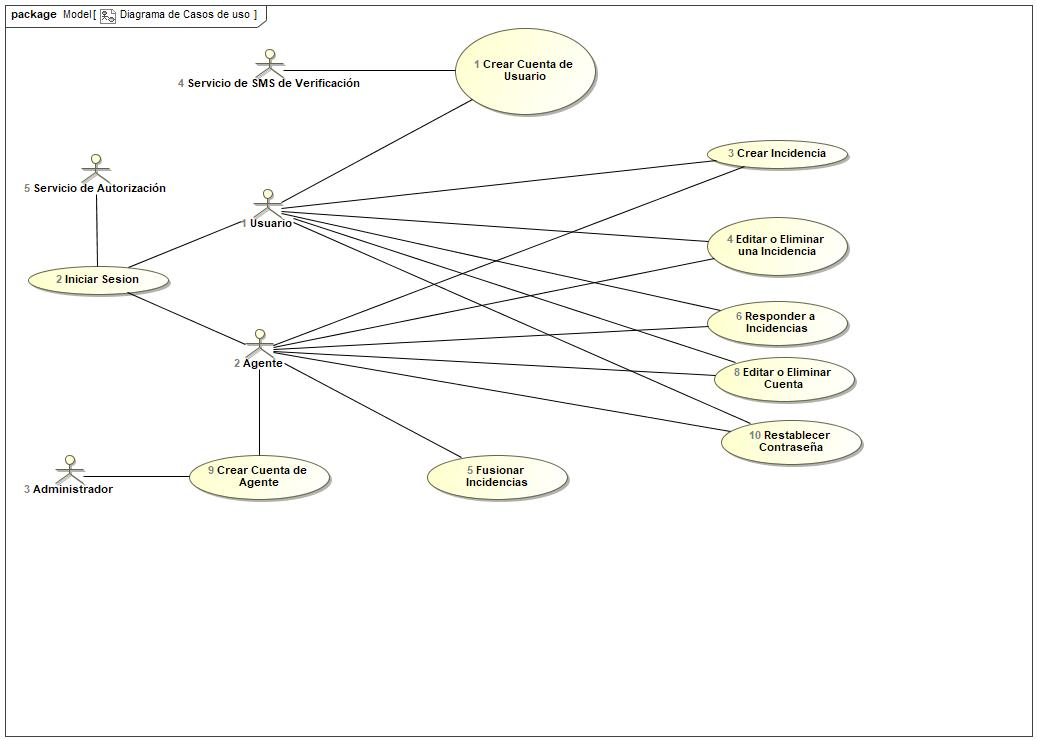 package Model[ Diagrama de Casos de uso ]
1 Crear Cuenta de
Usuario
4 Servicio de SMS de Verificación
3 Crear Incidencia
5 Servicio de Autorización
1 Usuario
4 Editar o Eliminar
una Incidencia
2 Iniciar Sesion
6 Responder a
Incidencias
2 Agente
8 Editar o Eliminar
Cuenta
10 Restablecer
Contraseña
9 Crear Cuenta de
Agente
5 Fusionar
Incidencias
3 Administrador